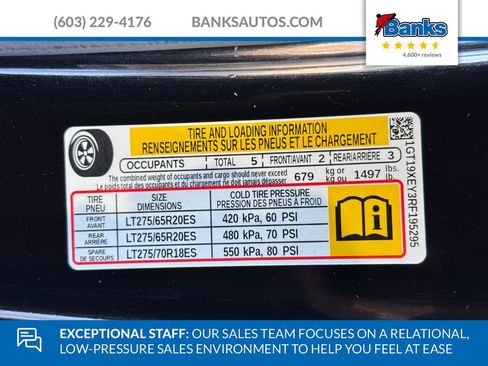 (603) 229-4176
BANKSAUTOS.COM
Banks
4,600+ reviews
TIRE AND LOADING INFORMATION
RENSEIGNEMENTS SUR LES PNEUS ET LE CHARGEMENT
OCCUPANTS TOTAL 5 FRONT/AVANT 2 REAR/ARRIÈRE 3
The combined weight of occupants and cargo should never exceed
Le poids total des occupants et du chargement ne doit jamais dépasser
679 kg or kg ou 1497 lbs. lb.
TIRE PNEU SIZE DIMENSIONS COLD TIRE PRESSURE PRESSION DES PNEUS À FROID
FRONT AVANT LT275/65R20ES 420 kPa, 60 PSI
REAR ARRIÈRE LT275/65R20ES 480 kPa, 70 PSI
SPARE DE SECOURS LT275/70R18ES 550 kPa, 80 PSI
1GT19XEY3RF195295
EXCEPTIONAL STAFF: OUR SALES TEAM FOCUSES ON A RELATIONAL,
LOW-PRESSURE SALES ENVIRONMENT TO HELP YOU FEEL AT EASE